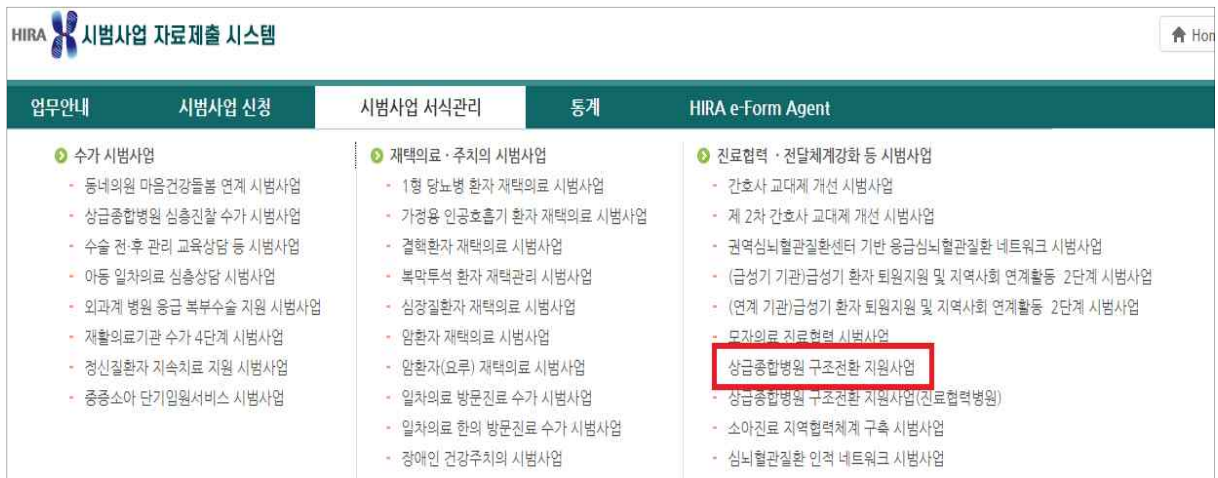 HIRA 시범사업 자료제출 시스템
업무안내 시범사업 신청 시범사업 서식관리 통계 HIRA e-Form Agent
수가 시범사업
- 동네의원 마음건강돌봄 연계 시범사업
- 상급종합병원 심층진찰 수가 시범사업
- 수술 전·후 관리 교육상담 등 시범사업
- 아동 일차의료 심층상담 시범사업
- 외과계 병원 응급 복부수술 지원 시범사업
- 재활의료기관 수가 4단계 시범사업
- 정신질환자 지속치료 지원 시범사업
- 중증소아 단기입원서비스 시범사업
재택의료·주치의 시범사업
- 1형 당뇨병 환자 재택의료 시범사업
- 가정용 인공호흡기 환자 재택의료 시범사업
- 결핵환자 재택의료 시범사업
- 복막투석 환자 재택관리 시범사업
- 심장질환자 재택의료 시범사업
- 암환자 재택의료 시범사업
- 암환자(요루) 재택의료 시범사업
- 일차의료 방문진료 수가 시범사업
- 일차의료 한의 방문진료 수가 시범사업
- 장애인 건강주치의 시범사업
진료협력 ·전달체계강화 등 시범사업
- 간호사 교대제 개선 시범사업
- 제 2차 간호사 교대제 개선 시범사업
- 권역심뇌혈관질환센터 기반 응급심뇌혈관질환 네트워크 시범사업
- (급성기 기관)급성기 환자 퇴원지원 및 지역사회 연계활동 2단계 시범사업
- (연계 기관)급성기 환자 퇴원지원 및 지역사회 연계활동 2단계 시범사업
- 모자의료 진료협력 시범사업
상급종합병원 구조전환 지원사업
- 상급종합병원 구조전환 지원사업(진료협력병원)
- 소아진료 지역협력체계 구축 시범사업
- 심뇌혈관질환 인적 네트워크 시범사업